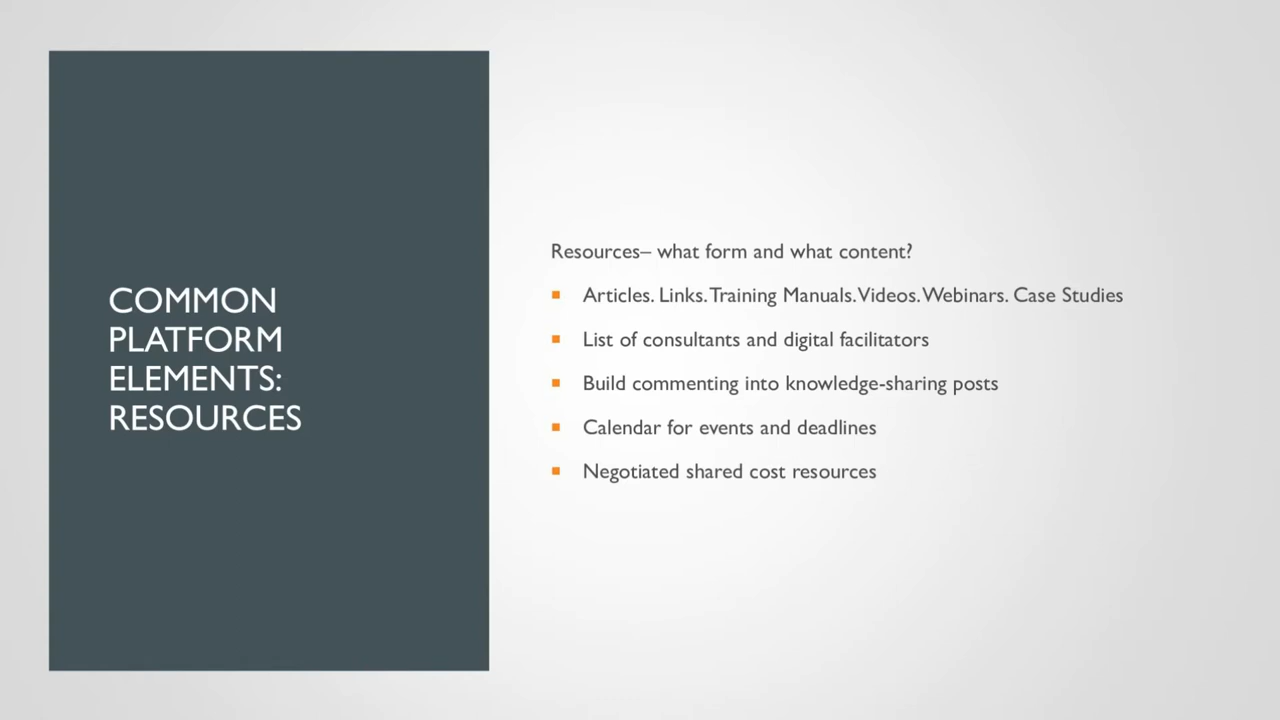 COMMON
PLATFORM
ELEMENTS:
RESOURCES
Resources– what form and what content?
Articles. Links. Training Manuals. Videos. Webinars. Case Studies
List of consultants and digital facilitators
Build commenting into knowledge-sharing posts
Calendar for events and deadlines
Negotiated shared cost resources